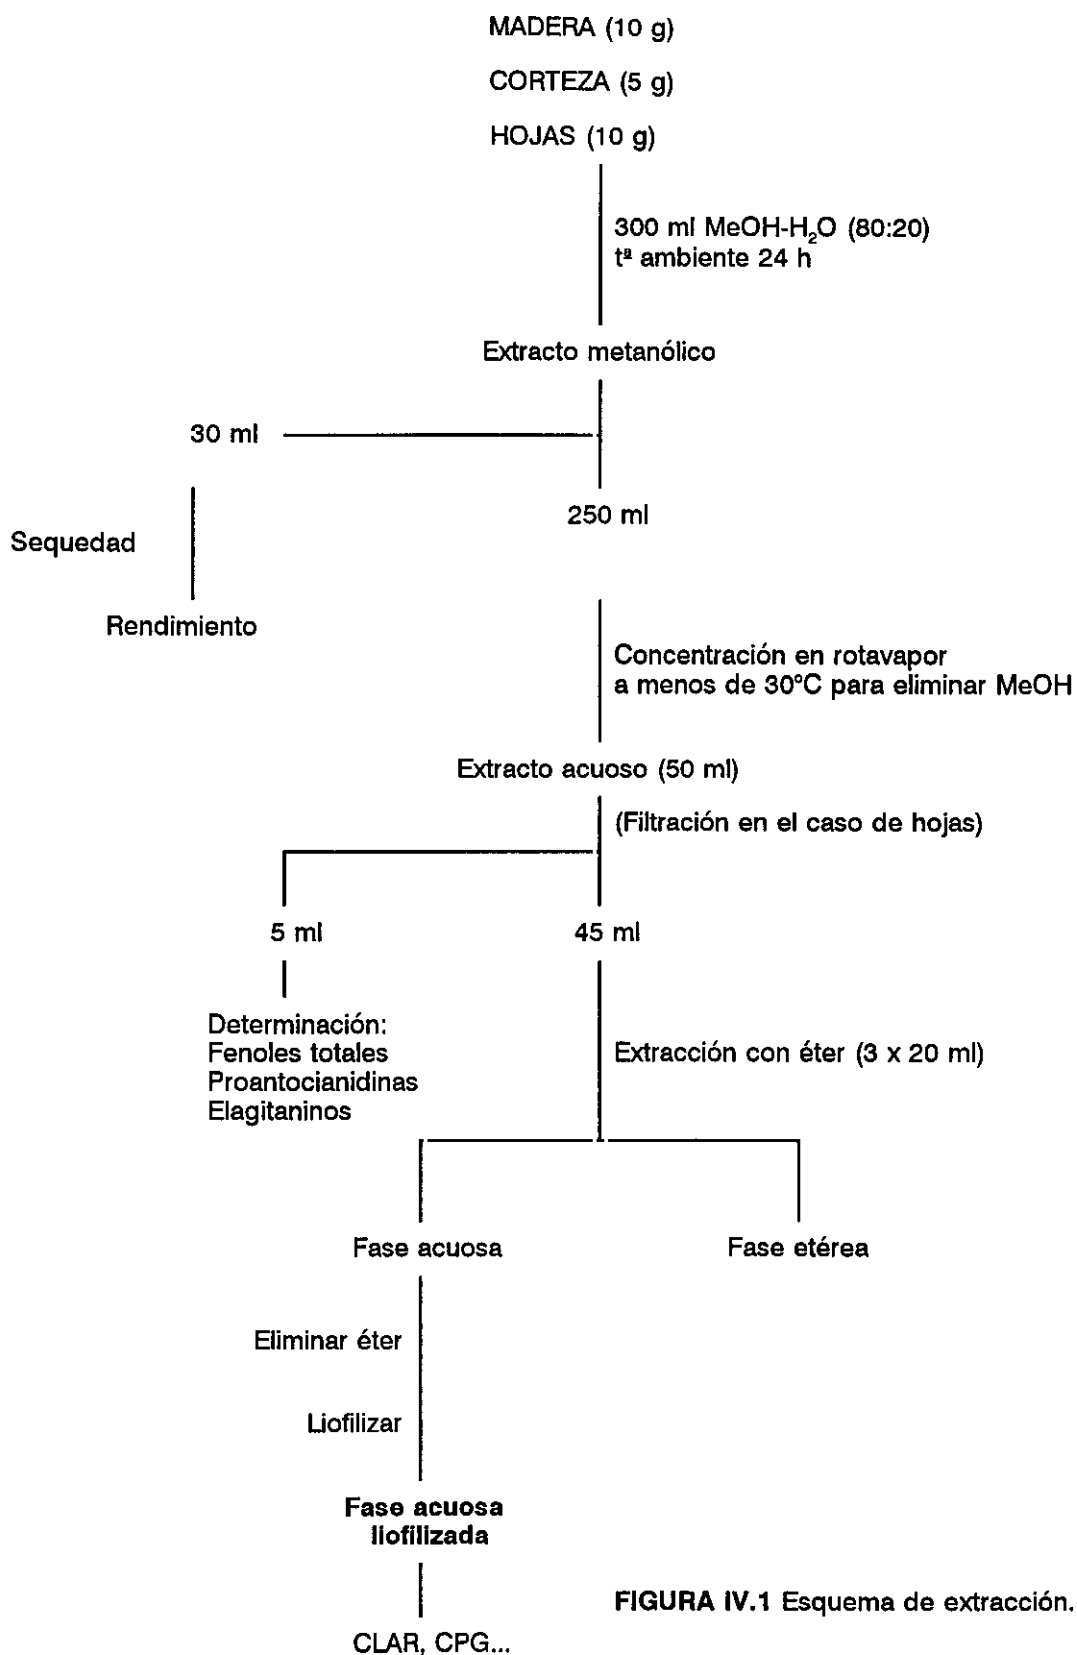 MADERA (10 g)
CORTEZA (5 g)
HOJAS (10 g)
300 ml MeOH-H₂O (80:20)
tª ambiente 24 h
Extracto metanólico
30 ml
250 ml
Sequedad
Rendimiento
Concentración en rotavapor
a menos de 30ºC para eliminar MeOH
Extracto acuoso (50 ml)
(Filtración en el caso de hojas)
5 ml
45 ml
Determinación:
Fenoles totales
Proantocianidinas
Elagitaninos
Extracción con éter (3 x 20 ml)
Fase acuosa
Fase etérea
Eliminar éter
Liofilizar
Fase acuosa
liofilizada
FIGURA IV.1 Esquema de extracción.
CLAR, CPG...